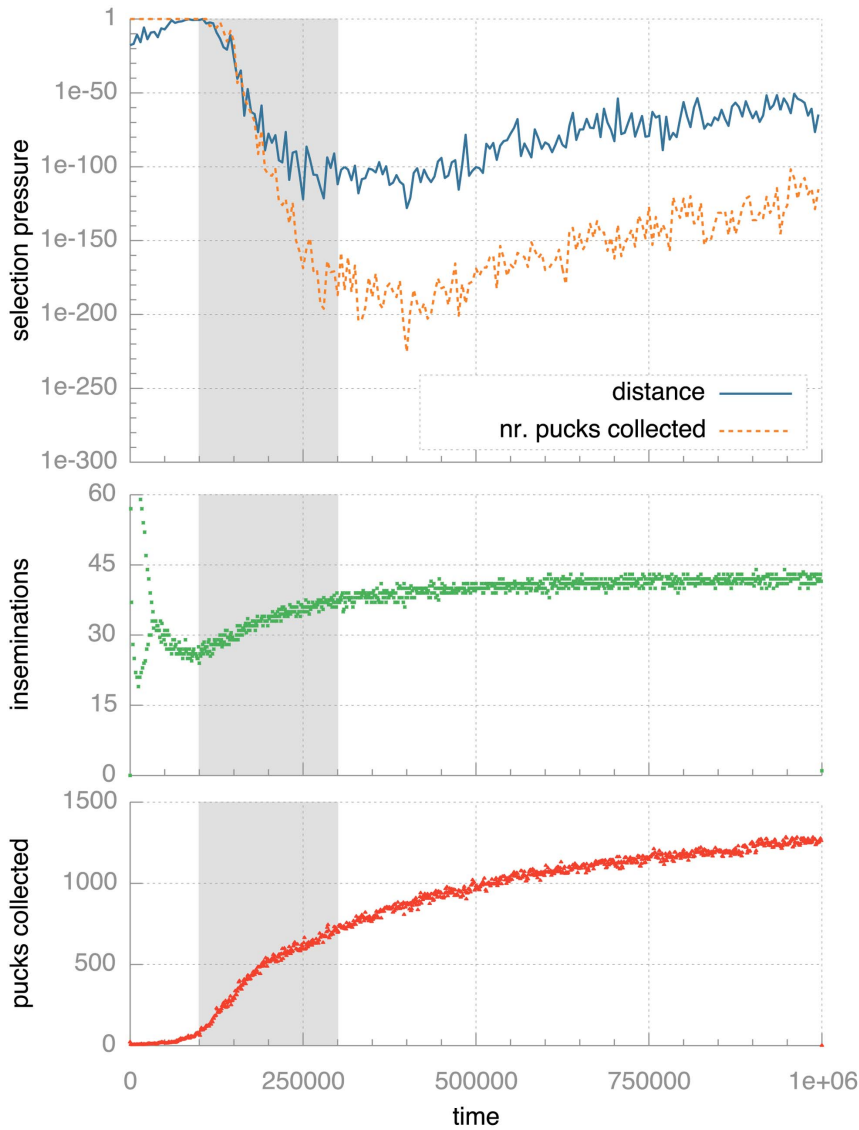 1
1e-50
1e-100
1e-150
1e-200
1e-250
1e-300
selection pressure
distance
nr. pucks collected
60
45
30
15
0
inseminations
1500
1000
500
0
pucks collected
0 250000 500000 750000 1e+06
time